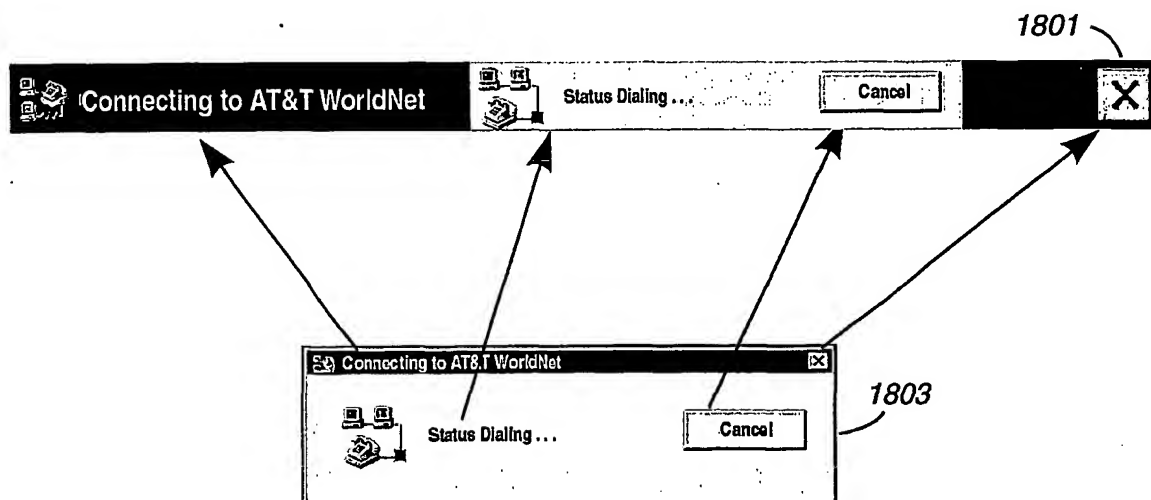 1801
Connecting to AT&T WorldNet
Status Dialing...
Cancel
X
Connecting to AT&T WorldNet
X
1803
Status Dialing...
Cancel